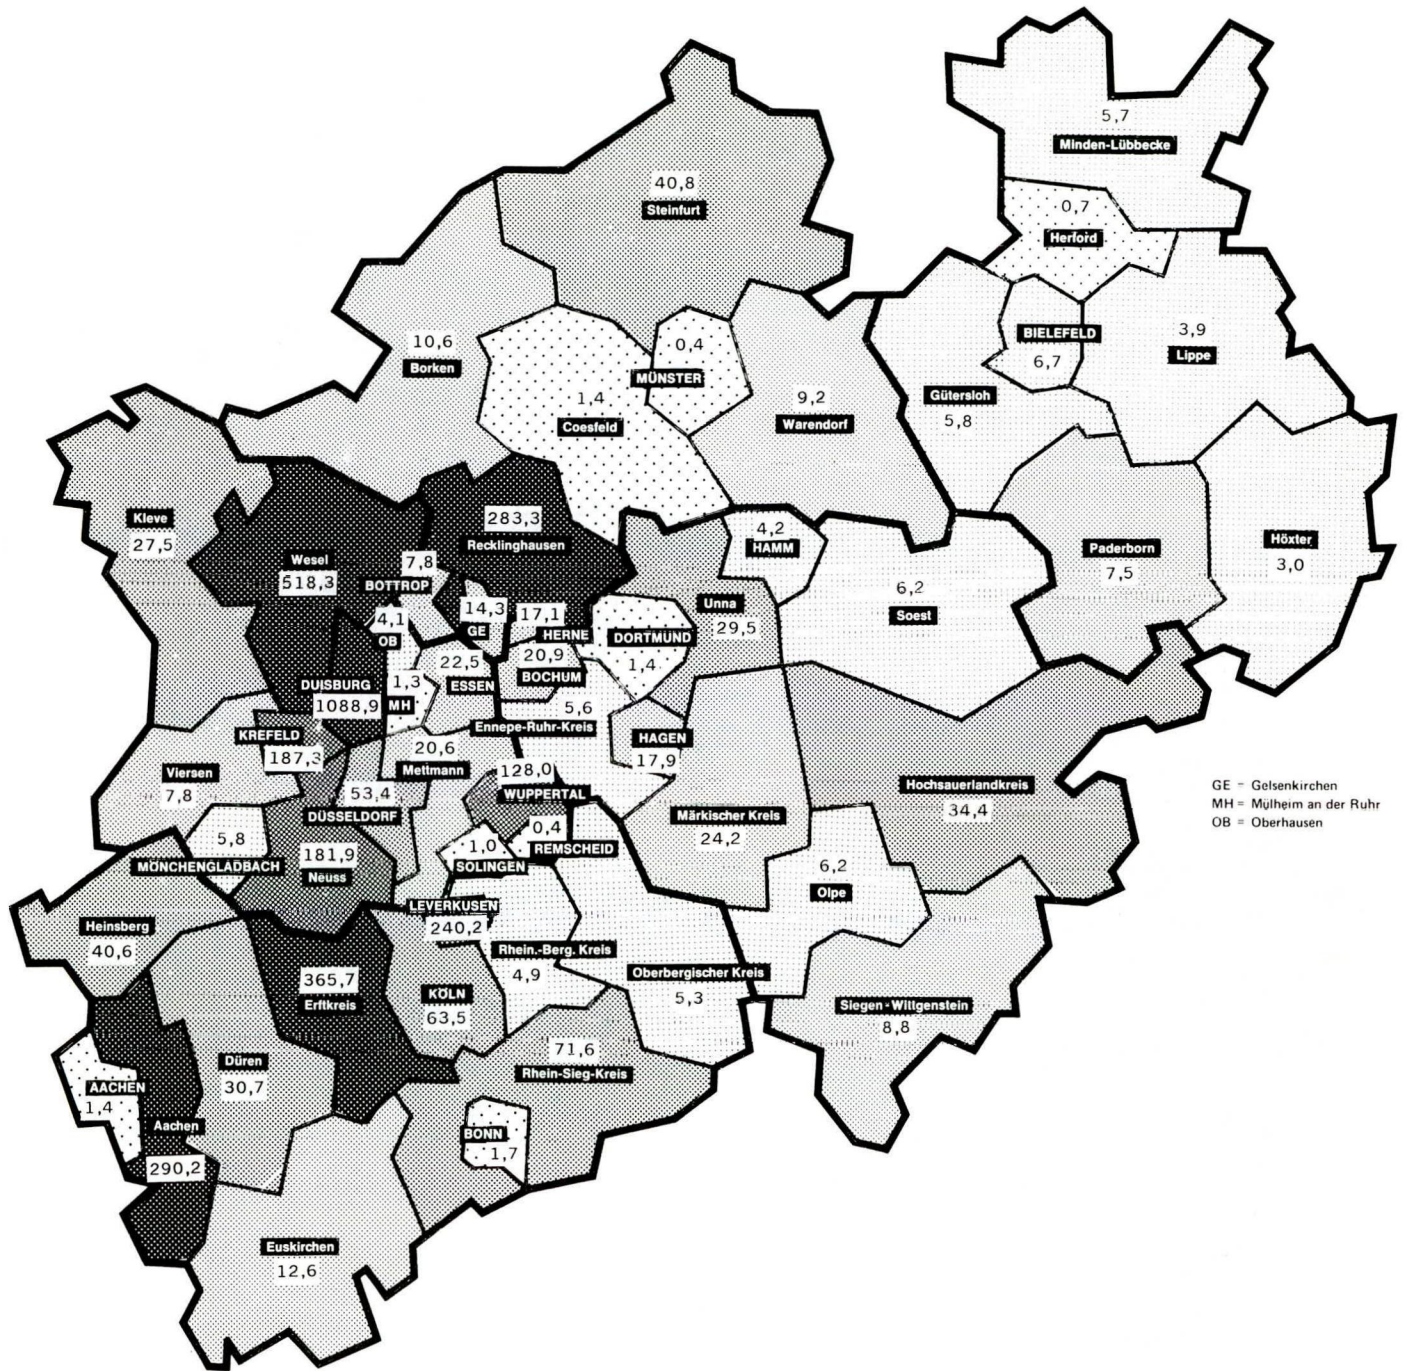 5,7
Minden-Lübbecke
40,8
Steinfurt
0,7
Herford
10,6
Borken
0,4
MÜNSTER
BIELEFELD
6,7
3,9
Lippe
1,4
Coesfeld
9,2
Warendorf
Gütersloh
5,8
Kleve
27,5
Wesel
518,3
283,3
Recklinghausen
4,2
HAMM
Paderborn
7,5
Höxter
3,0
7,8
BOTTROP
4,1
OB
14,3
GE
17,1
HERNE
DORTMUND
1,4
Unna
29,5
6,2
Soest
DUISBURG
1088,9
1,3
MH
22,5
ESSEN
20,9
BOCHUM
5,6
Ennepe-Ruhr-Kreis
KREFELD
187,3
HAGEN
17,9
Viersen
7,8
20,6
Mettmann
53,4
DÜSSELDORF
128,0
WUPPERTAL
Hochsauerlandkreis
34,4
GE = Gelsenkirchen
MH = Mülheim an der Ruhr
OB = Oberhausen
Märkischer Kreis
24,2
5,8
MÖNCHENGLADBACH
181,9
Neuss
1,0
SOLINGEN
0,4
REMSCHEID
6,2
Olpe
Heinsberg
40,6
LEVERKUSEN
240,2
Rhein.-Berg. Kreis
4,9
Oberbergischer Kreis
5,3
365,7
Erftkreis
KÖLN
63,5
Siegen-Wittgenstein
8,8
Düren
30,7
71,6
Rhein-Sieg-Kreis
AACHEN
1,4
Aachen
290,2
BONN
1,7
Euskirchen
12,6